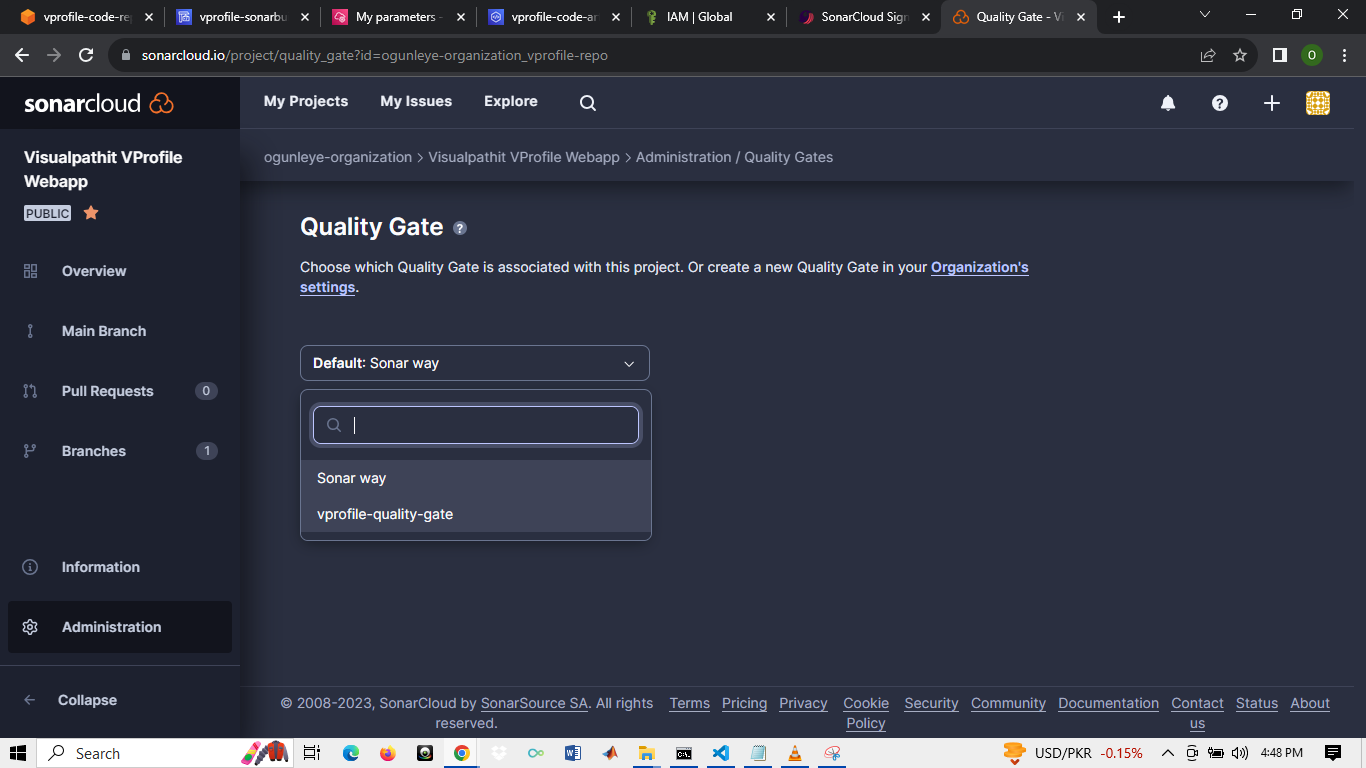 vprofile-code-rep
vprofile-sonarbu
My parameters -
vprofile-code-ar
IAM | Global
SonarCloud Sign
Quality Gate - Vi
sonarcloud.io/project/quality_gate?id=ogunleye-organization_vprofile-repo
O
sonarcloud
My Projects
My Issues
Explore
Visualpathit VProfile
Webapp
PUBLIC
ogunleye-organization > Visualpathit VProfile Webapp > Administration / Quality Gates
Overview
Main Branch
Pull Requests 0
Branches 1
Information
Administration
Collapse
Quality Gate ?
Choose which Quality Gate is associated with this project. Or create a new Quality Gate in your Organization's
settings.
Default: Sonar way
Sonar way
vprofile-quality-gate
© 2008-2023, SonarCloud by SonarSource SA. All rights
reserved.
Terms
Pricing
Privacy
Cookie
Policy
Security
Community
Documentation
Contact
us
Status
About
Search
USD/PKR -0.15%
4:48 PM